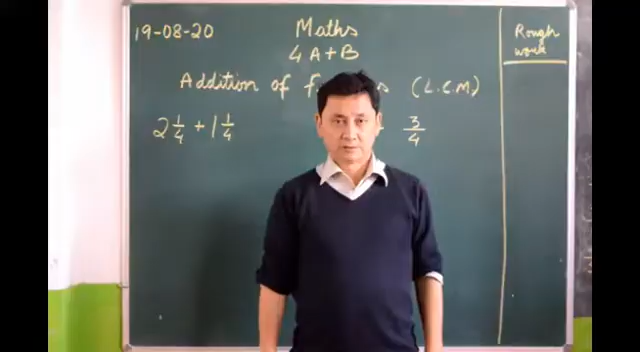 19-08-20
Maths
4 A+B
Addition of (L.C.M)
2 1/4 + 1 1/4
3/4
Rough
work